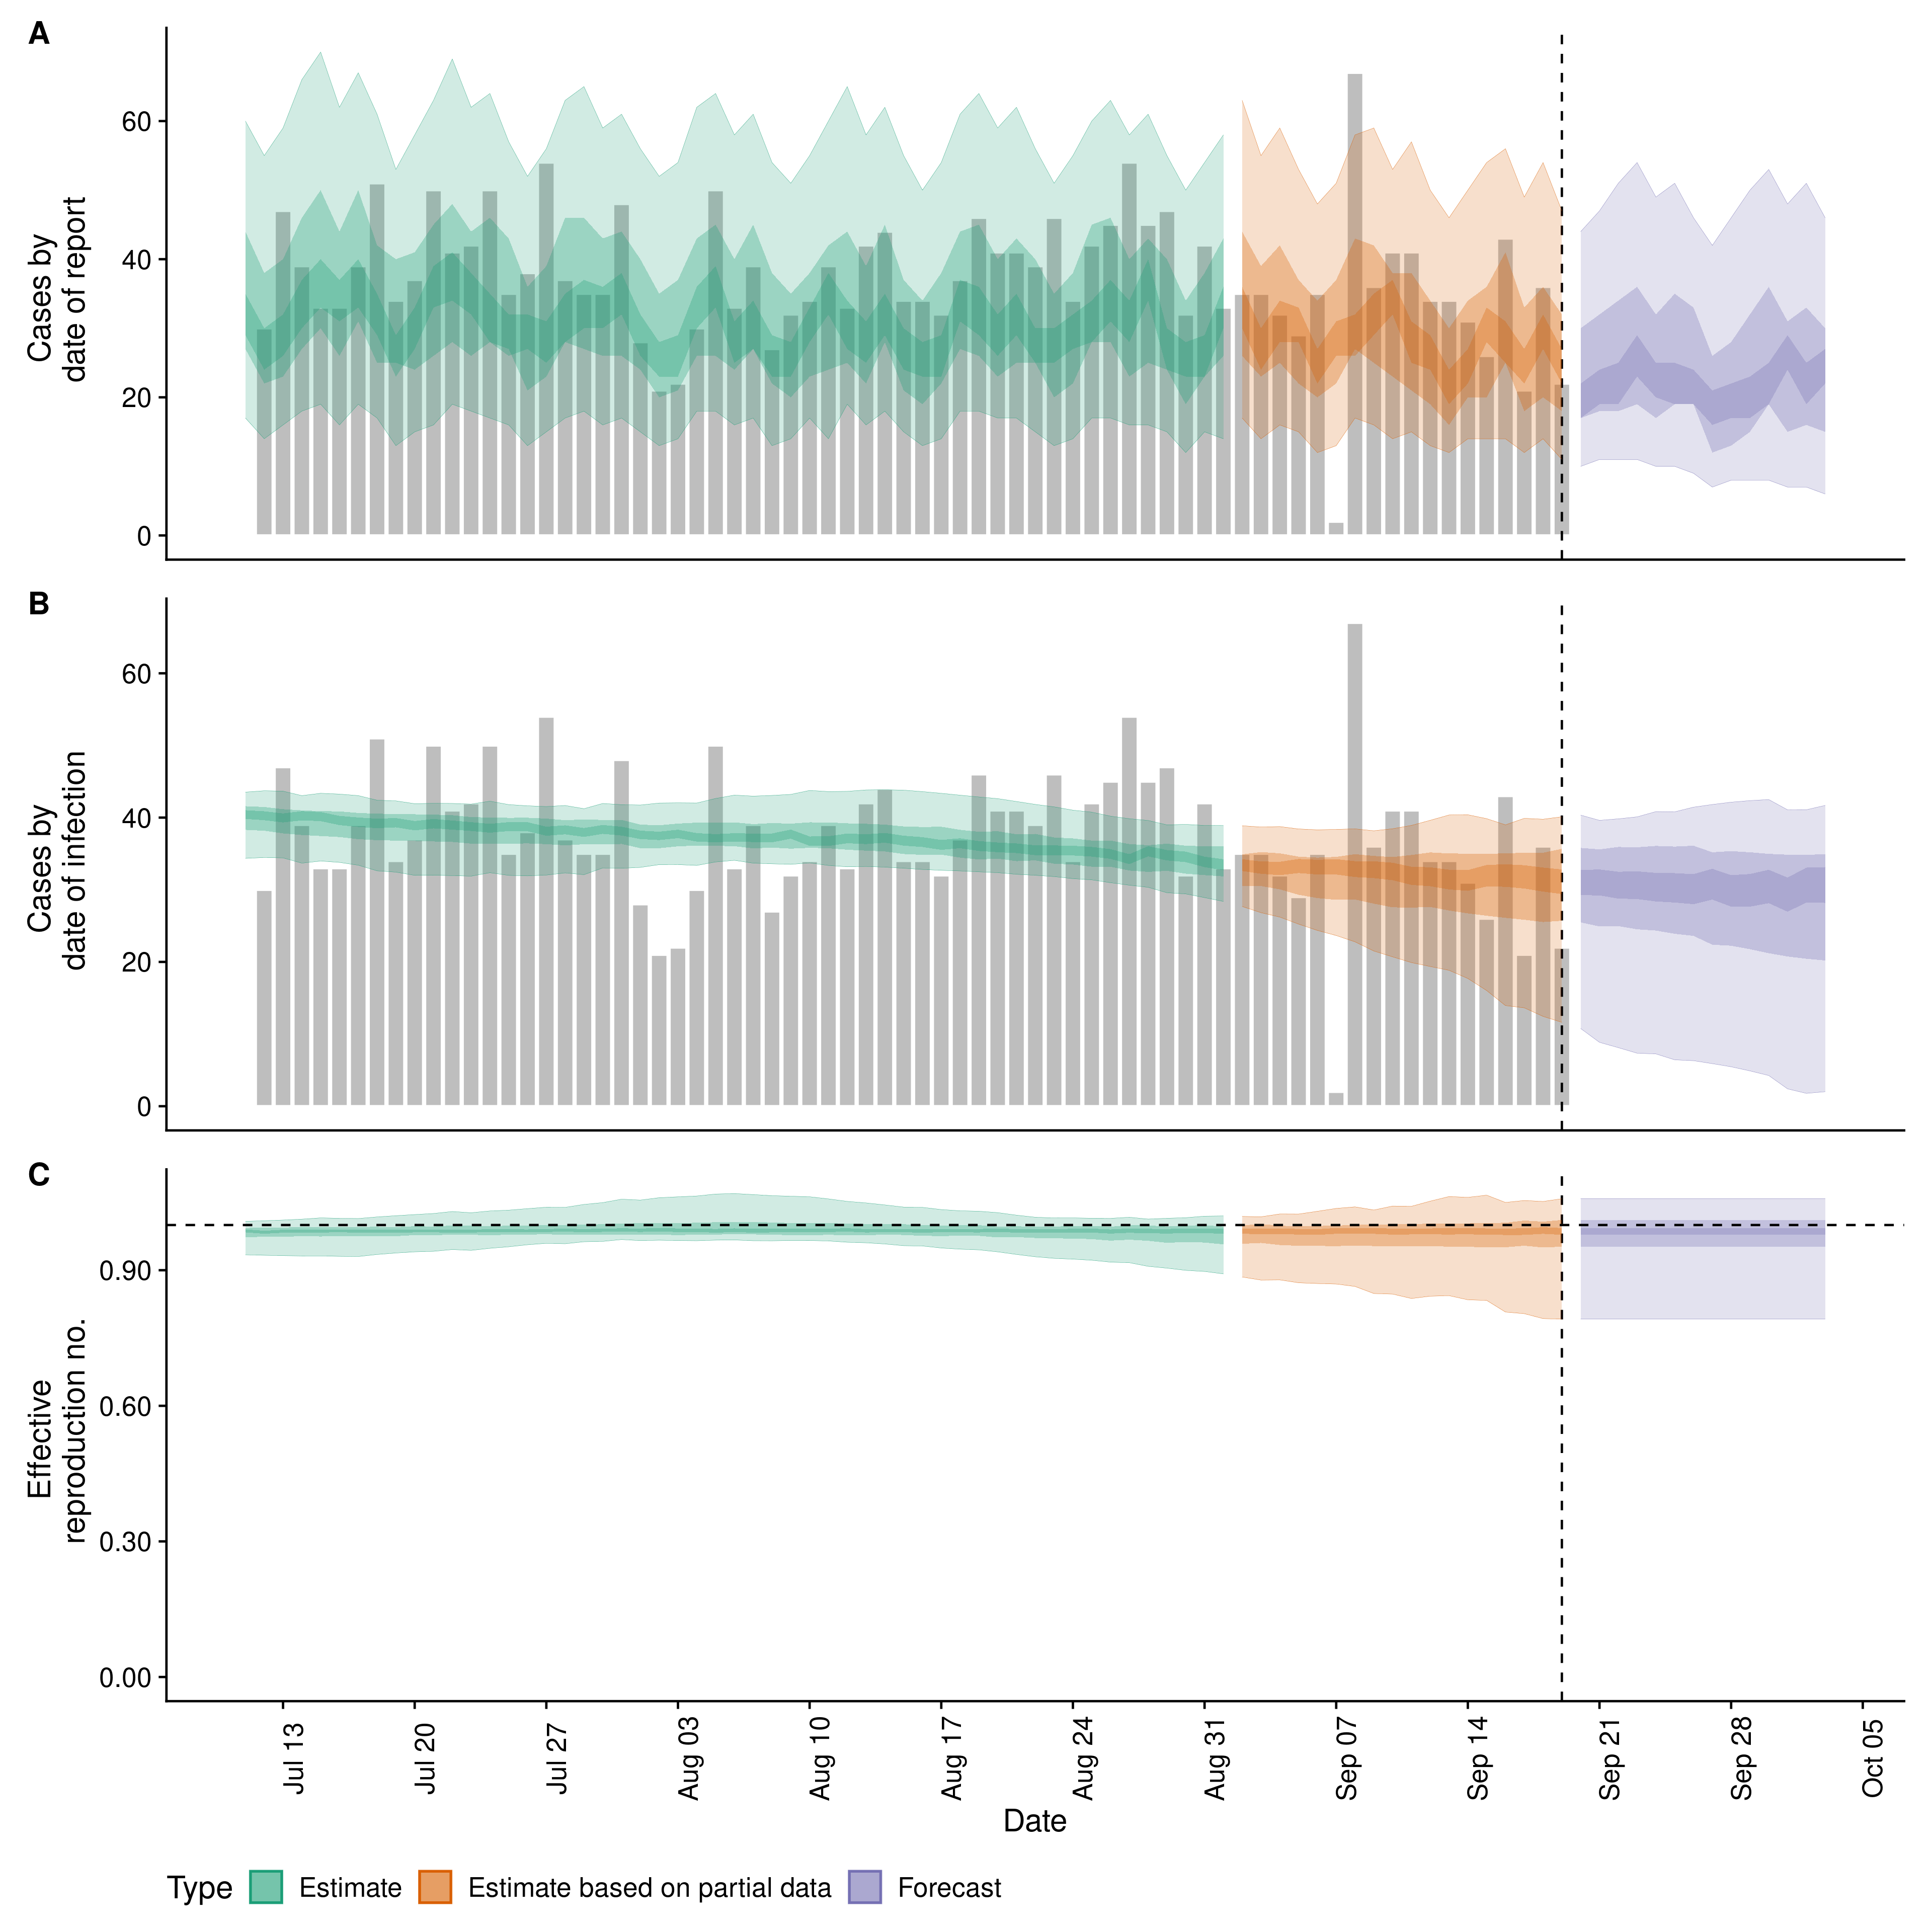 A
Cases by
date of report
60
40
20
0
B
Cases by
date of infection
60
40
20
0
C
Effective
reproduction no.
0.90
0.60
0.30
0.00
Jul 13
Jul 20
Jul 27
Aug 03
Aug 10
Aug 17
Aug 24
Aug 31
Sep 07
Sep 14
Sep 21
Sep 28
Oct 05
Date
Type Estimate Estimate based on partial data Forecast